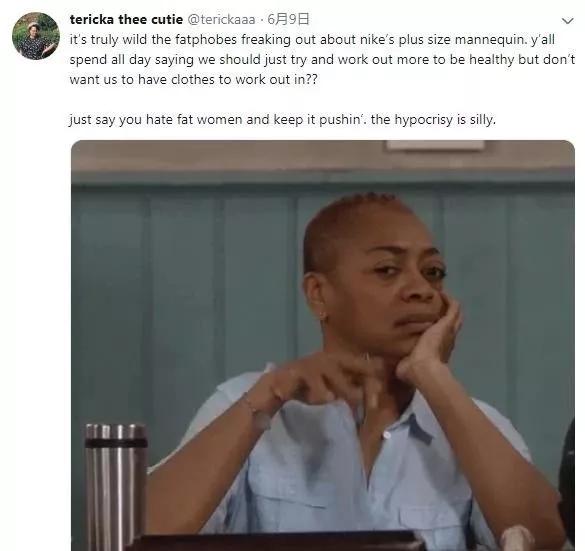 tericka thee cutie @terickaaa · 6月9日
it's truly wild the fatphobes freaking out about nike's plus size mannequin. y'all
spend all day saying we should just try and work out more to be healthy but don't
want us to have clothes to work out in??
just say you hate fat women and keep it pushin'. the hypocrisy is silly.